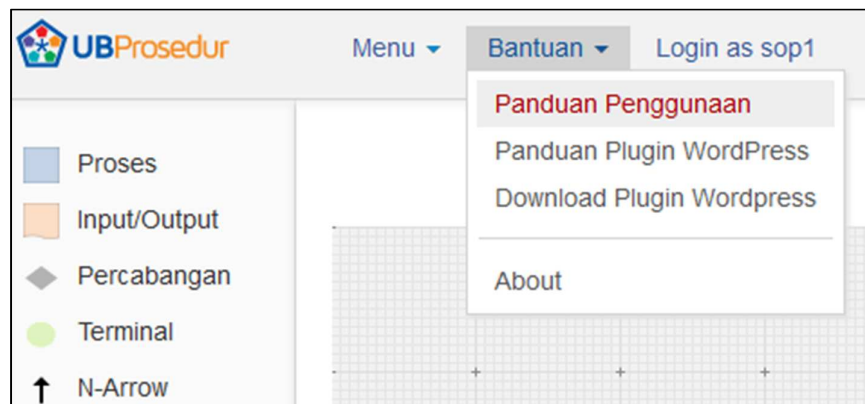 UBProsedur
Menu
Bantuan
Login as sop1
Panduan Penggunaan
Panduan Plugin WordPress
Download Plugin Wordpress
About
Proses
Input/Output
Percabangan
Terminal
N-Arrow